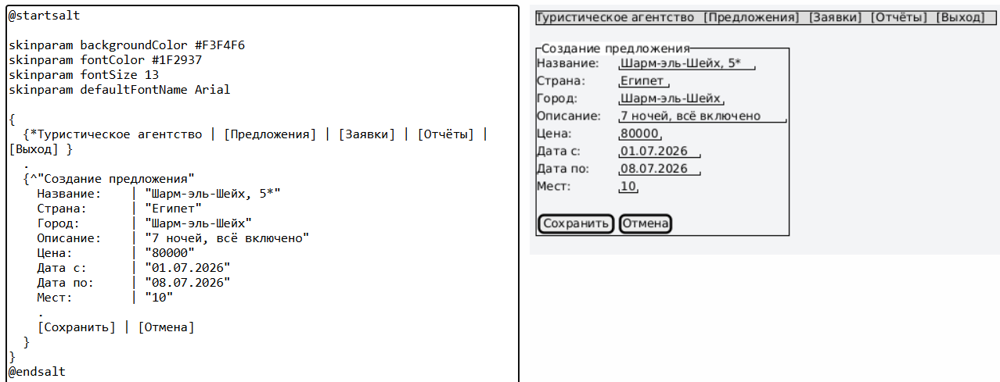 @startsalt
skinparam backgroundColor #F3F4F6
skinparam fontColor #1F2937
skinparam fontSize 13
skinparam defaultFontName Arial
{
{*Туристическое агентство | [Предложения] | [Заявки] | [Отчёты] |
[Выход] }
.
{^"Создание предложения"
Название: | "Шарм-эль-Шейх, 5*"
Страна: | "Египет"
Город: | "Шарм-эль-Шейх"
Описание: | "7 ночей, всё включено"
Цена: | "80000"
Дата с: | "01.07.2026"
Дата по: | "08.07.2026"
Мест: | "10"
.
[Сохранить] | [Отмена]
}
}
@endsalt
Туристическое агентство [Предложения] [Заявки] [Отчёты] [Выход]
Создание предложения
Название: Шарм-эль-Шейх, 5*
Страна: Египет
Город: Шарм-эль-Шейх
Описание: 7 ночей, всё включено
Цена: 80000
Дата с: 01.07.2026
Дата по: 08.07.2026
Мест: 10
Сохранить Отмена